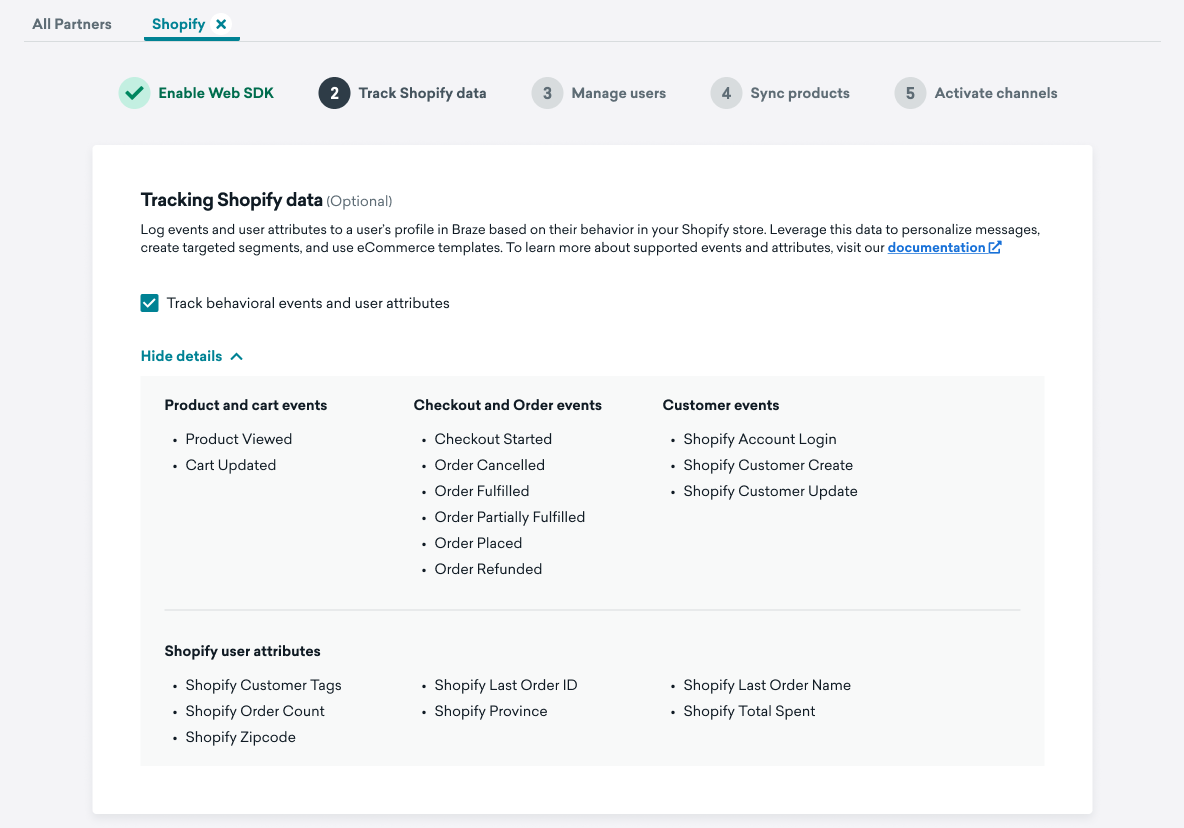 All Partners
Shopify
Enable Web SDK
2 Track Shopify data
3 Manage users
4 Sync products
5 Activate channels
Tracking Shopify data (Optional)
Log events and user attributes to a user's profile in Braze based on their behavior in your Shopify store. Leverage this data to personalize messages,
create targeted segments, and use eCommerce templates. To learn more about supported events and attributes, visit our documentation
Track behavioral events and user attributes
Hide details
Product and cart events
• Product Viewed
• Cart Updated
Checkout and Order events
• Checkout Started
• Order Cancelled
• Order Fulfilled
• Order Partially Fulfilled
• Order Placed
• Order Refunded
Customer events
• Shopify Account Login
• Shopify Customer Create
• Shopify Customer Update
Shopify user attributes
• Shopify Customer Tags
• Shopify Order Count
• Shopify Zipcode
• Shopify Last Order ID
• Shopify Province
• Shopify Last Order Name
• Shopify Total Spent